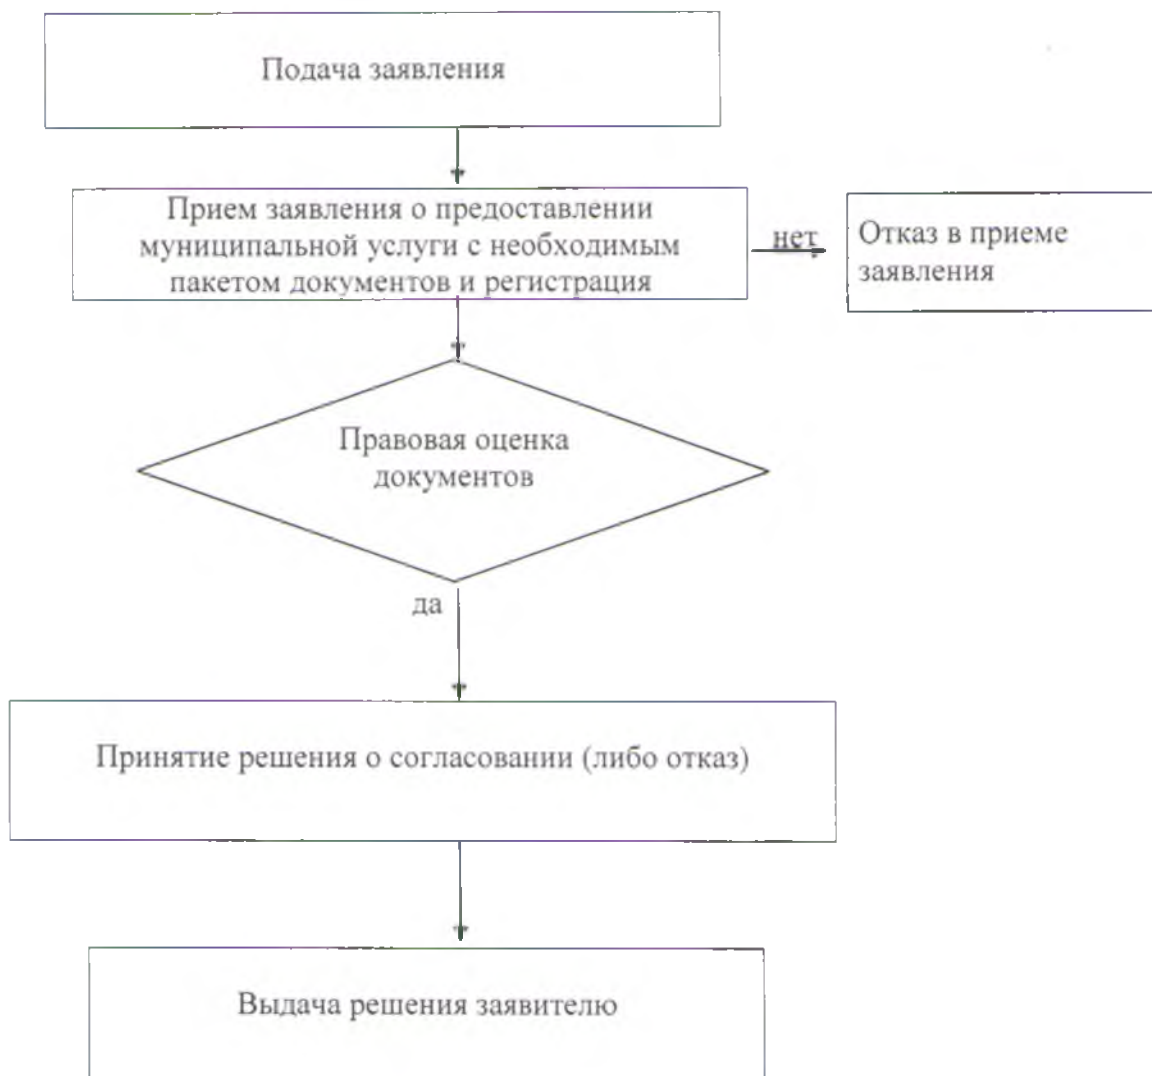 Подача заявления
Прием заявления о предоставлении
муниципальной услуги с необходимым
пакетом документов и регистрация
нет
Отказ в приеме
заявления
Правовая оценка
документов
да
Принятие решения о согласовании (либо отказ)
Выдача решения заявителю